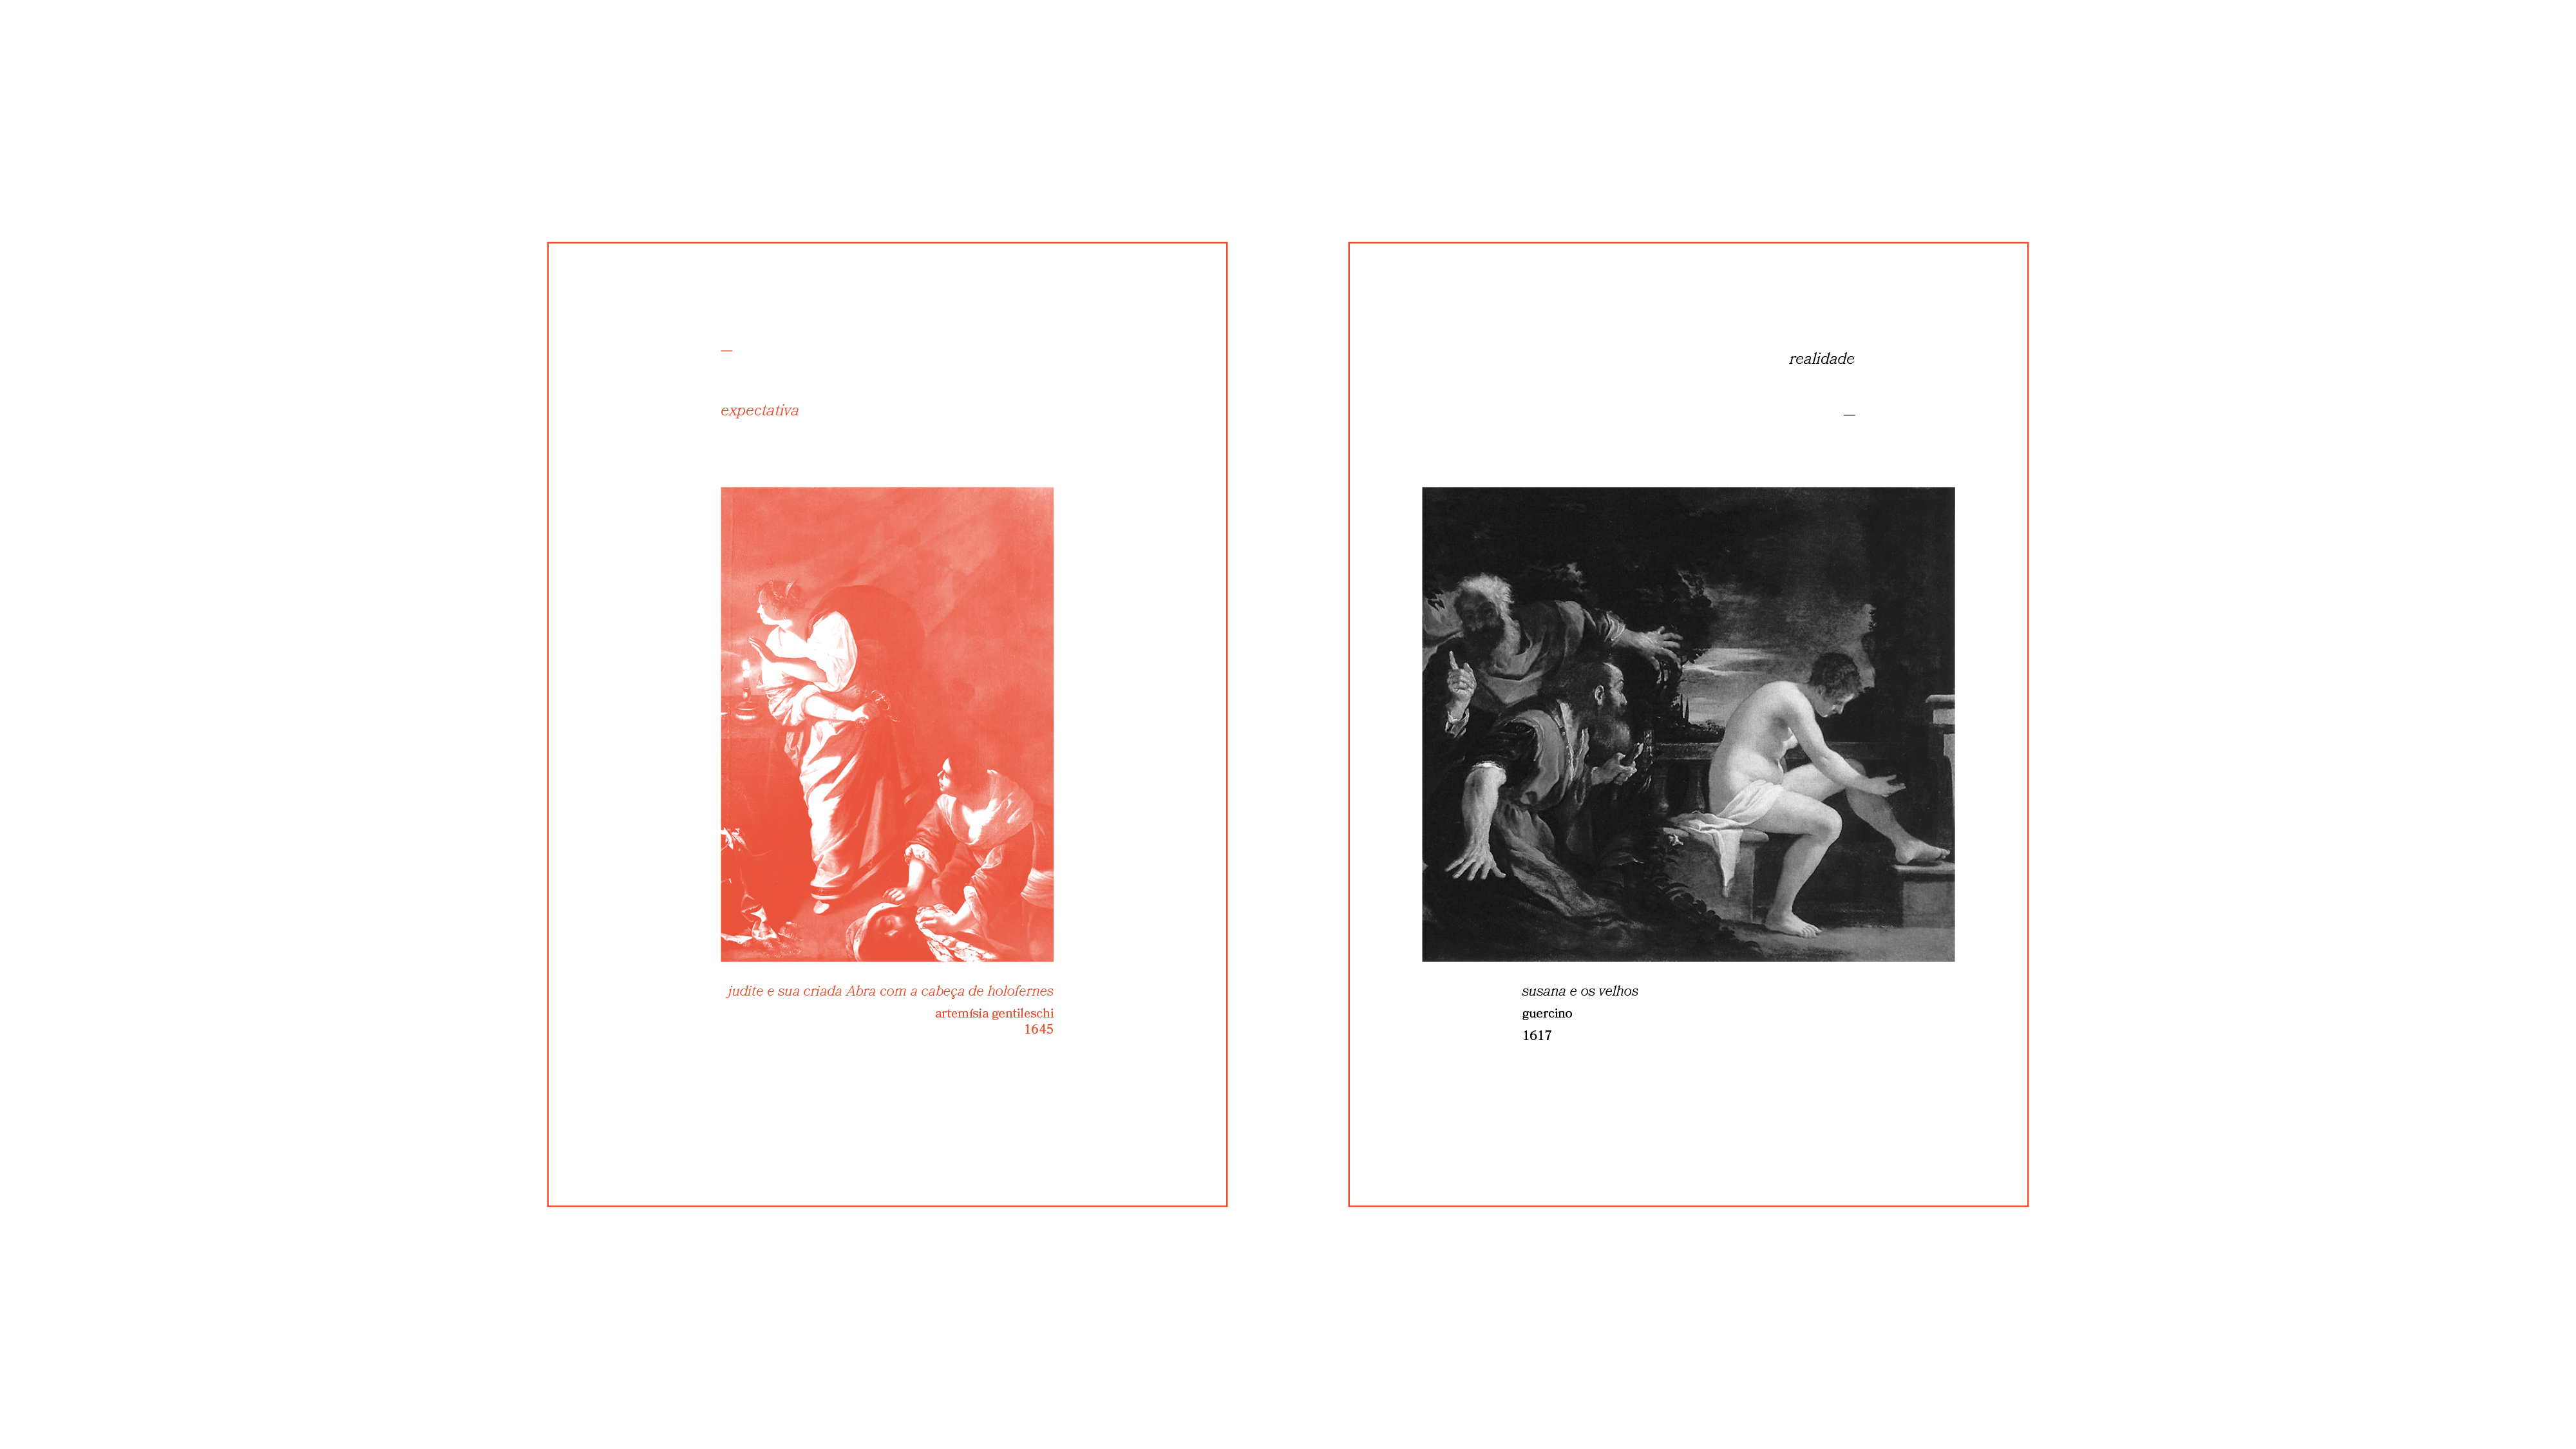 —
expectativa
judite e sua criada Abra com a cabeça de holofernes
artemísia gentileschi
1645
realidade
—
susana e os velhos
guercino
1617